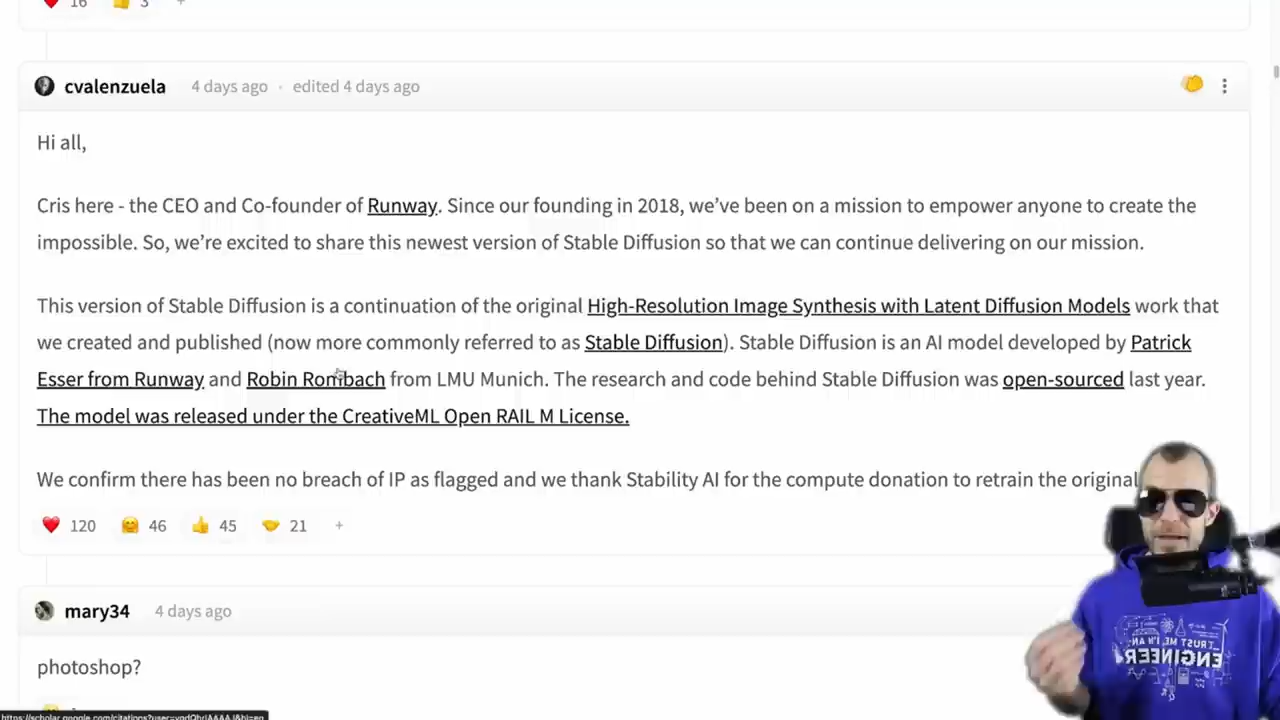 16 3 +
cvalenzuela 4 days ago · edited 4 days ago
Hi all,
Cris here - the CEO and Co-founder of Runway. Since our founding in 2018, we’ve been on a mission to empower anyone to create the
impossible. So, we’re excited to share this newest version of Stable Diffusion so that we can continue delivering on our mission.
This version of Stable Diffusion is a continuation of the original High-Resolution Image Synthesis with Latent Diffusion Models work that
we created and published (now more commonly referred to as Stable Diffusion). Stable Diffusion is an AI model developed by Patrick
Esser from Runway and Robin Rombach from LMU Munich. The research and code behind Stable Diffusion was open-sourced last year.
The model was released under the CreativeML Open RAIL M License.
We confirm there has been no breach of IP as flagged and we thank Stability AI for the compute donation to retrain the original
120 46 45 21 +
mary34 4 days ago
photoshop?
TRUST ME I'M AN
ENGINEER